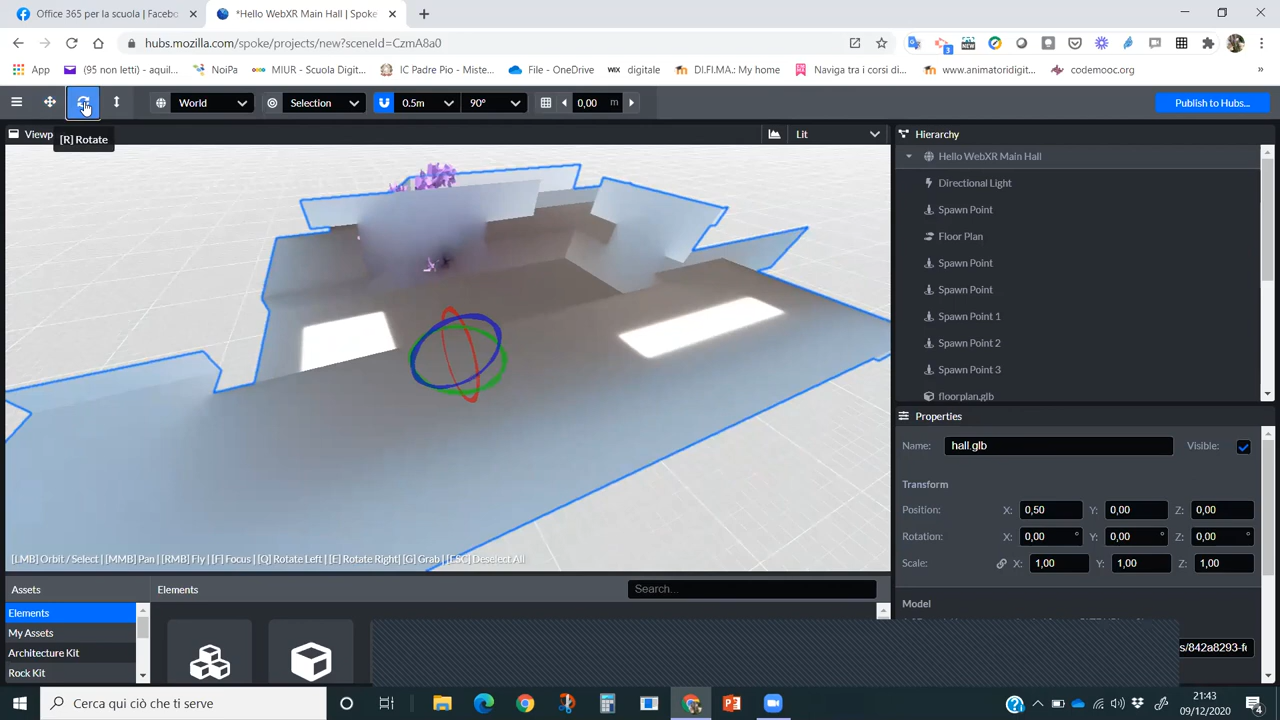 Office 365 per la scuola | Facebo
*Hello WebXR Main Hall | Spoke
hubs.mozilla.com/spoke/projects/new?sceneId=CzmA8a0
App
(95 non letti) - aquil...
NoiPa
MIUR - Scuola Digit...
IC Padre Pio - Miste...
File - OneDrive
WIX digitale
DI.FI.MA.: My home
Naviga tra i corsi di...
www.animatoridigit...
codemooc.org
3
NEW
World
Selection
0.5m
90°
0,00 m
Publish to Hubs...
Viewp
[R] Rotate
Lit
Hierarchy
Hello WebXR Main Hall
Directional Light
Spawn Point
Floor Plan
Spawn Point
Spawn Point
Spawn Point 1
Spawn Point 2
Spawn Point 3
floorplan.glb
Properties
Name: hall.glb Visible:
Transform
Position: X: 0,50 Y: 0,00 Z: 0,00
Rotation: X: 0,00 ° Y: 0,00 ° Z: 0,00 °
Scale: X: 1,00 Y: 1,00 Z: 1,00
Model
[LMB] Orbit / Select | [MMB] Pan | [RMB] Fly | [F] Focus | [Q] Rotate Left | [E] Rotate Right| [G] Grab | [ESC] Deselect All
Assets
Elements
Search...
Elements
My Assets
Architecture Kit
Rock Kit
Cerca qui ciò che ti serve
21:43
09/12/2020
4